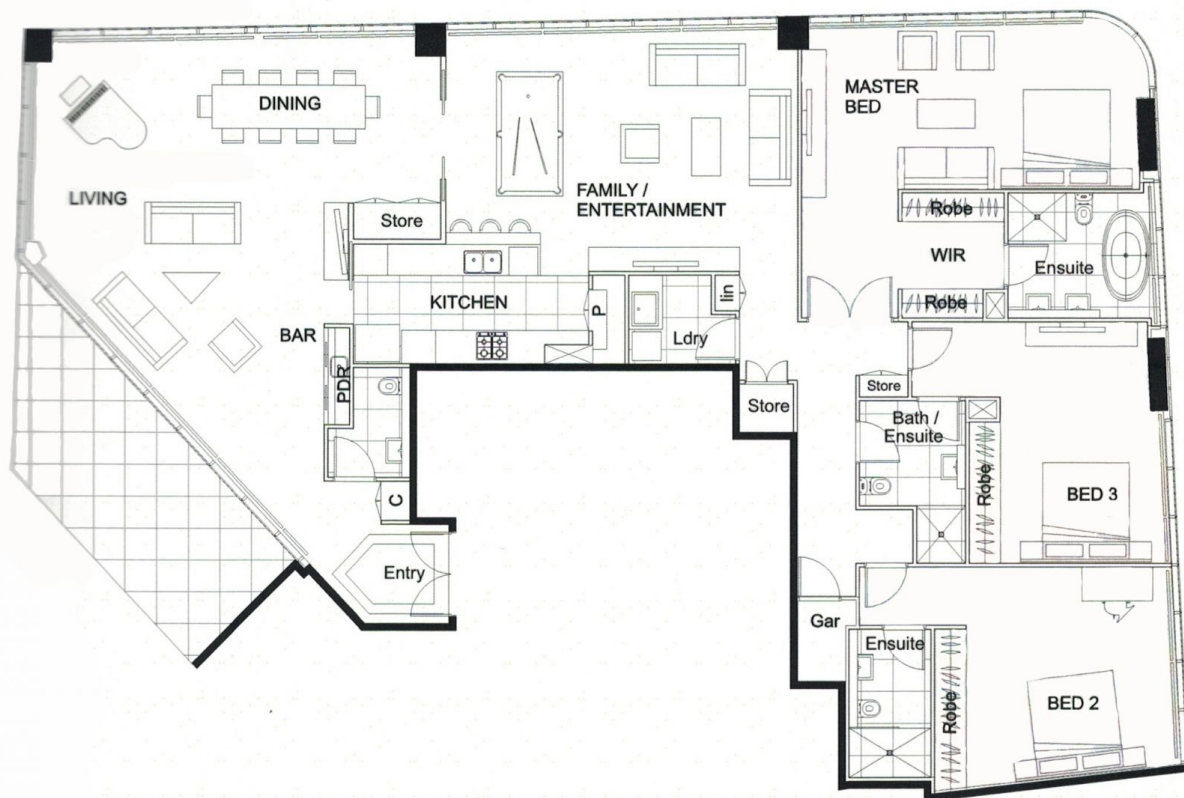 DINING
MASTER
BED
LIVING
FAMILY /
ENTERTAINMENT
Store
Robe
WIR
Ensuite
Robe
KITCHEN
P
lin
Ldry
BAR
PDR
Store
Store
Bath /
Ensuite
Robe
BED 3
C
Entry
Gar
Ensuite
Robe
BED 2